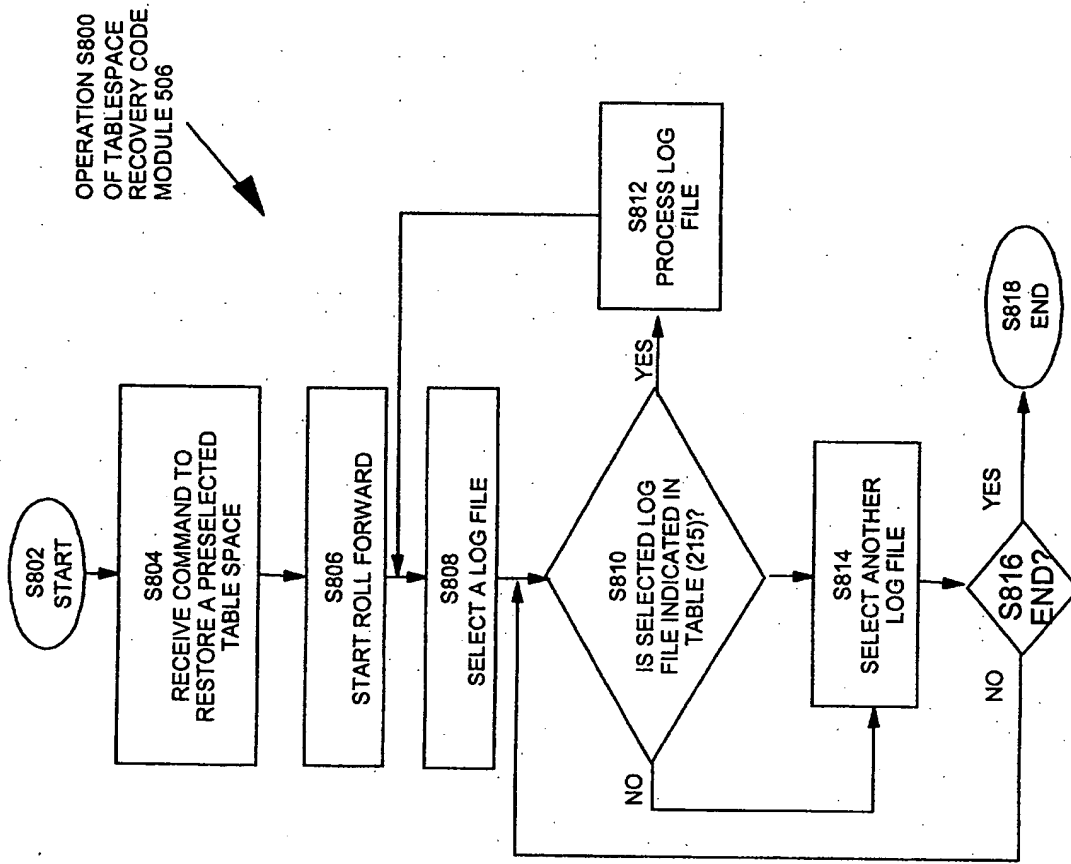 OPERATION S800
OF TABLESPACE
RECOVERY CODE
MODULE 506
S802
START
S804
RECEIVE COMMAND TO
RESTORE A PRESELECTED
TABLE SPACE
S806
START ROLL FORWARD
S808
SELECT A LOG FILE
S810
IS SELECTED LOG
FILE INDICATED IN
TABLE (215)?
YES
S812
PROCESS LOG
FILE
NO
S814
SELECT ANOTHER
LOG FILE
S816
END?
YES
NO
S818
END